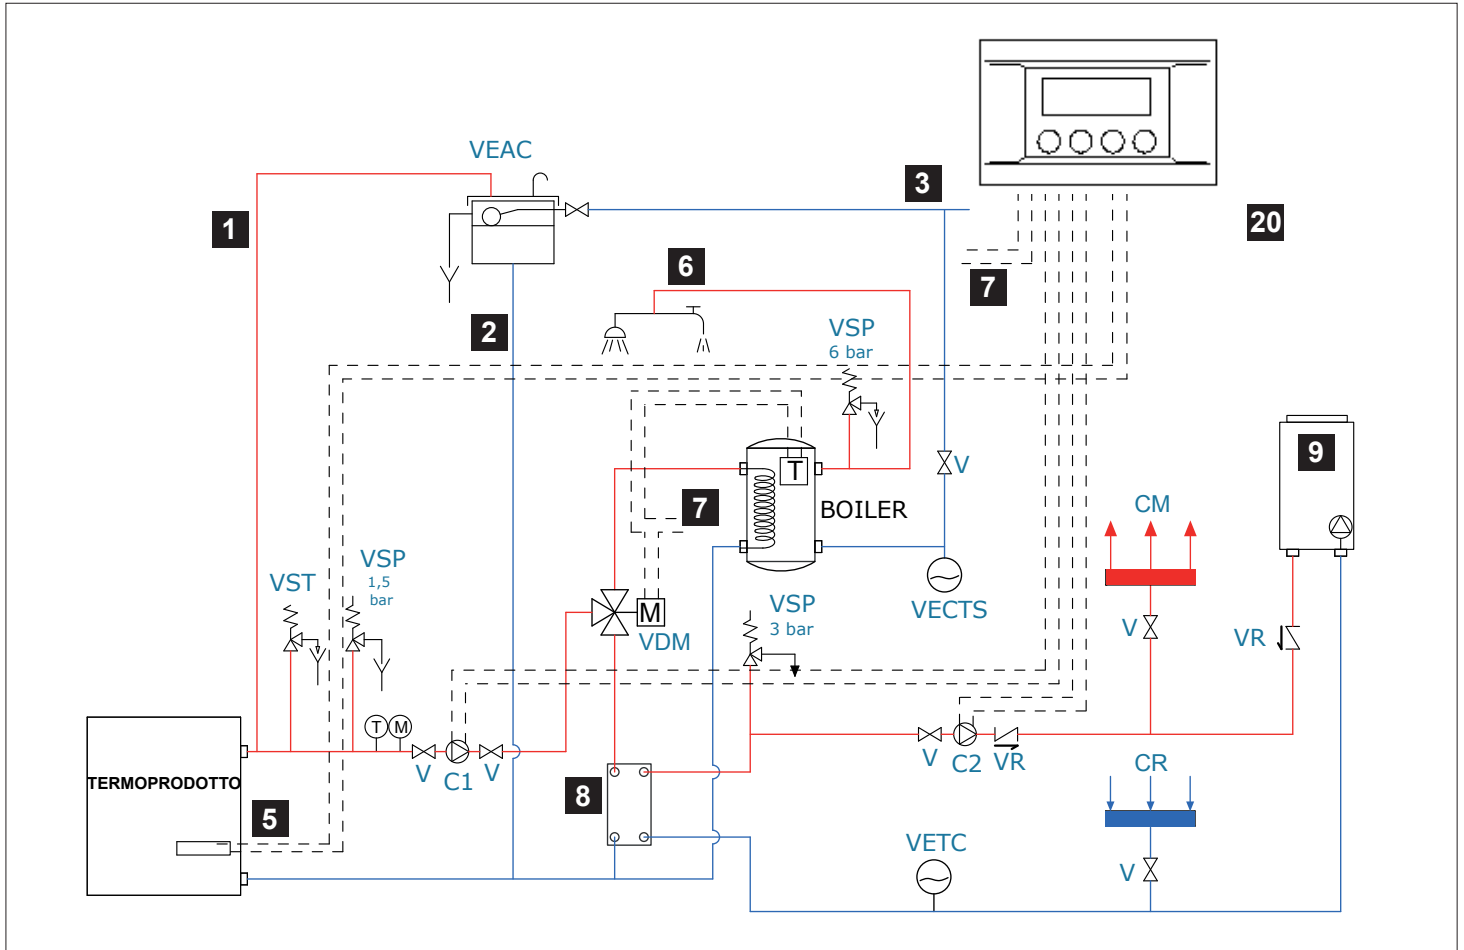 VEAC
3
1
20
7
6
2
VSP
6 bar
9
V
T
BOILER
CM
7
VSP
1,5
bar
VST
VECTS
VSP
3 bar
M
VDM
V
VR
T
M
V
C1
V
V
C2
VR
TERMOPRODOTTO
8
CR
5
VETC
V